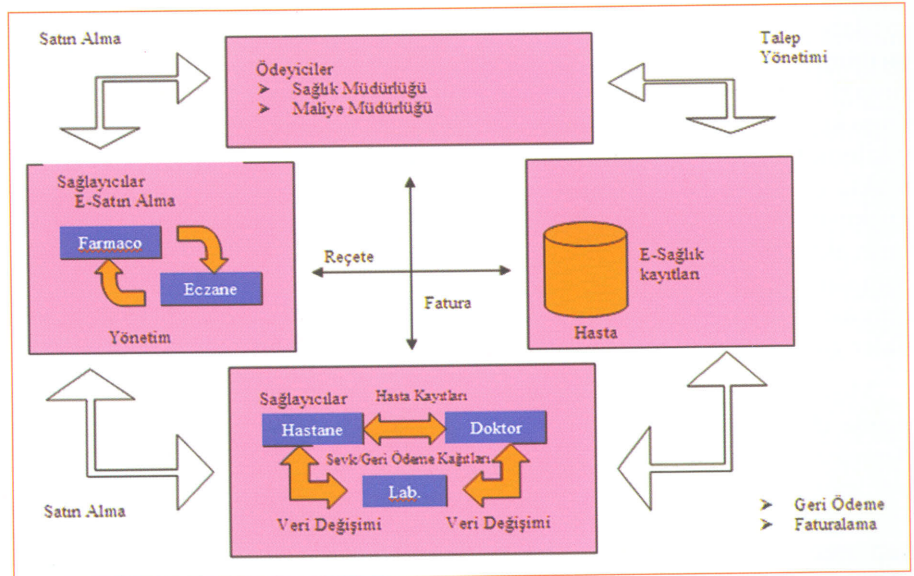 Satın Alma
Ödeyiciler
➤ Sağlık Müdürlüğü
➤ Maliye Müdürlüğü
Talep
Yönetimi
Sağlayıcılar
E-Satın Alma
Farmaco
Eczane
Yönetim
Reçete
Fatura
E-Sağlık
kayıtları
Hasta
Sağlayıcılar
Hasta Kayıtları
Hastane
Doktor
Sevk/Geri Ödeme Kağıtları
Lab.
Veri Değişimi
Veri Değişimi
Satın Alma
➤ Geri Ödeme
➤ Faturalama